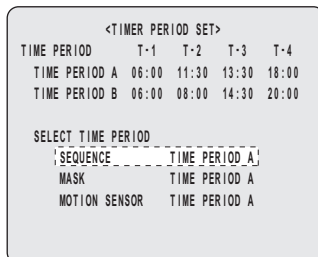 <TIMER PERIOD SET>
TIME PERIOD T-1 T-2 T-3 T-4
TIME PERIOD A 06:00 11:30 13:30 18:00
TIME PERIOD B 06:00 08:00 14:30 20:00
SELECT TIME PERIOD
SEQUENCE TIME PERIOD A
MASK TIME PERIOD A
MOTION SENSOR TIME PERIOD A